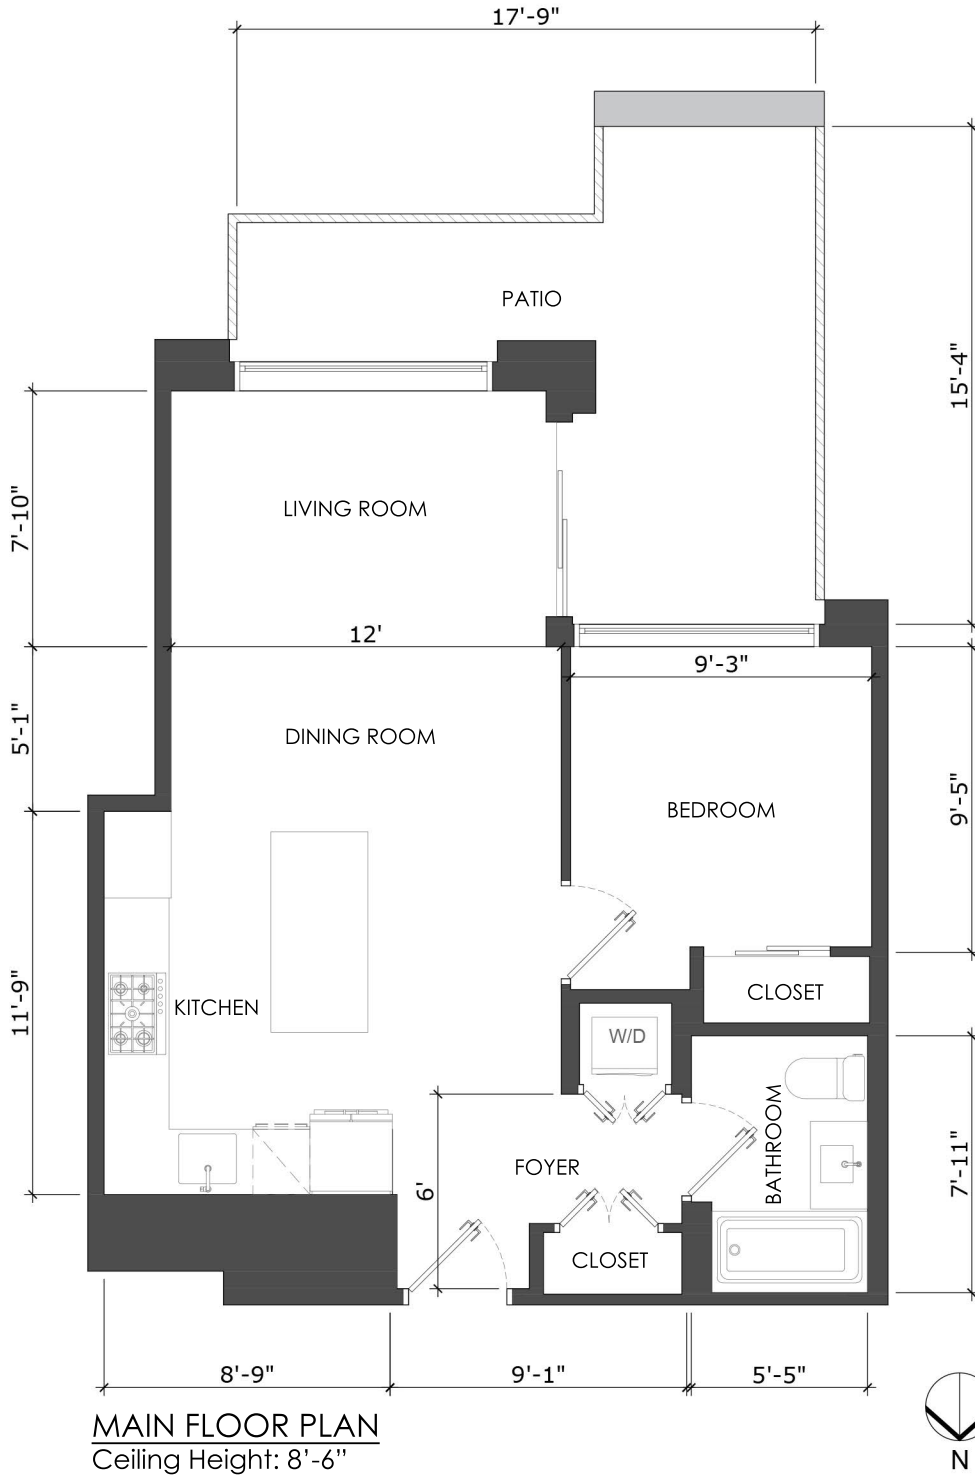 17'-9"
PATIO
15'-4"
7'-10"
LIVING ROOM
12'
9'-3"
5'-1"
DINING ROOM
BEDROOM
9'-5"
11'-9"
KITCHEN
CLOSET
W/D
BATHROOM
7'-11"
FOYER
6'
CLOSET
8'-9"
9'-1"
5'-5"
MAIN FLOOR PLAN
Ceiling Height: 8'-6''
N